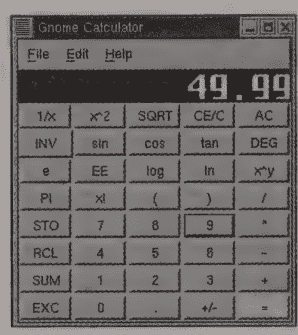 Gnome Calculator
File Edit Help
49.99
1/x x^2 SQRT CE/C AC
INV sin cos tan DEG
e EE log ln x^y
PI x! ( ) /
STO 7 8 9 *
RCL 4 5 6 -
SUM 1 2 3 +
EXC 0 . +/- =